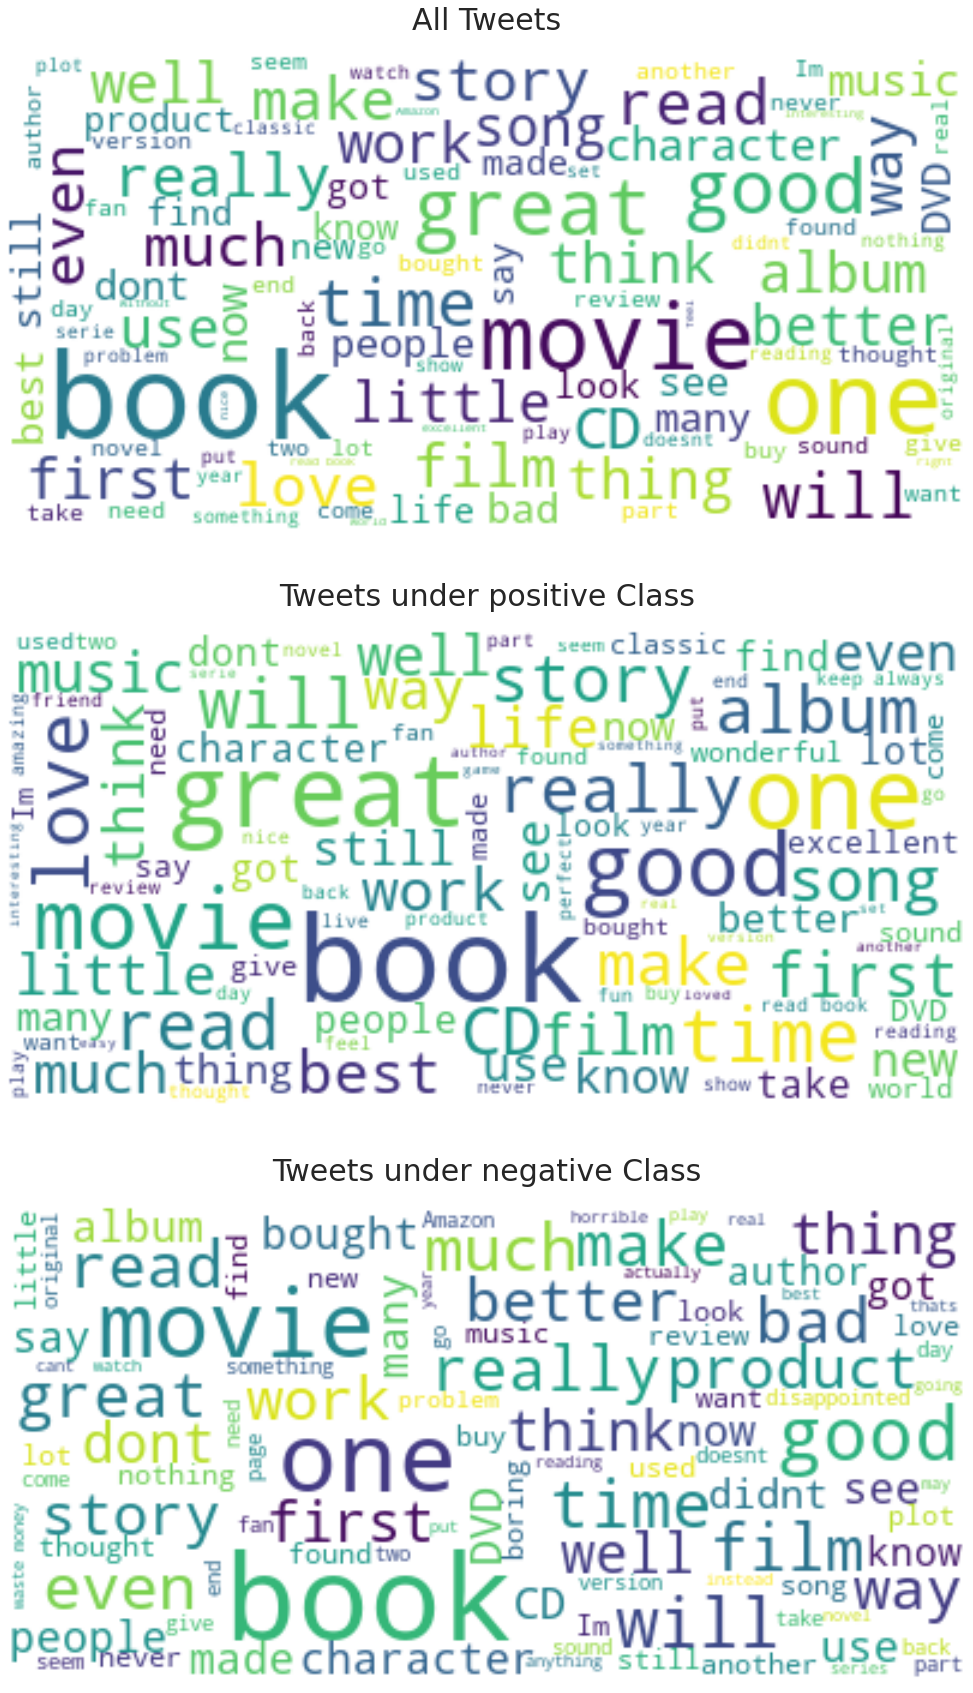 All Tweets
plot well seem watch story another Im music
author make Amazon read never interesting real
product classic work song character way DVD
version made set
even really got used great good
fan find know found
still much new go say think didnt nothing album
dont end bought
day without time review
serie use now back people movie feel better
best problem show reading thought original
book nice little look see one
excellent play CD many
novel two lot doesnt buy sound give
first put read book film thing right
year love will want
take need something come world life bad part
Tweets under positive Class
used two dont novel well part seem classic find even
music serie story end keep always
friend will way life now put album
Im amazing love think need character fan author found something wonderful lot come
great game really one go
nice still made see look year excellent
interesting say got work good song
review back perfect real
movie live product bought better set sound
little give book make version another first
day fun buy loved
many read people CD film time read book DVD
want easy feel reading
play much thing best use know show take new
thought never world
Tweets under negative Class
little original album bought Amazon horrible play real thing
read find much make
movie new many year better actually author got
say go look best thats
music review bad love
cant watch something really product day
great work problem want disappointed going
dont need one buy think now good
lot page reading used doesnt
come nothing boring time didnt see may
story first DVD plot
waste money fan put well film know
thought found two
even end book CD version instead song way
people give Im will take novel
seem never made character sound still another use back
anything series part